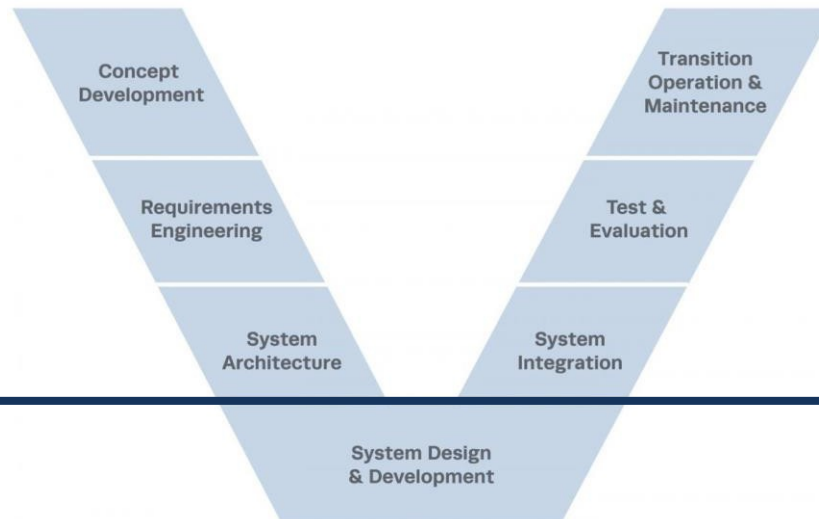 Concept
Development
Requirements
Engineering
System
Architecture
System Design
& Development
System
Integration
Test &
Evaluation
Transition
Operation &
Maintenance